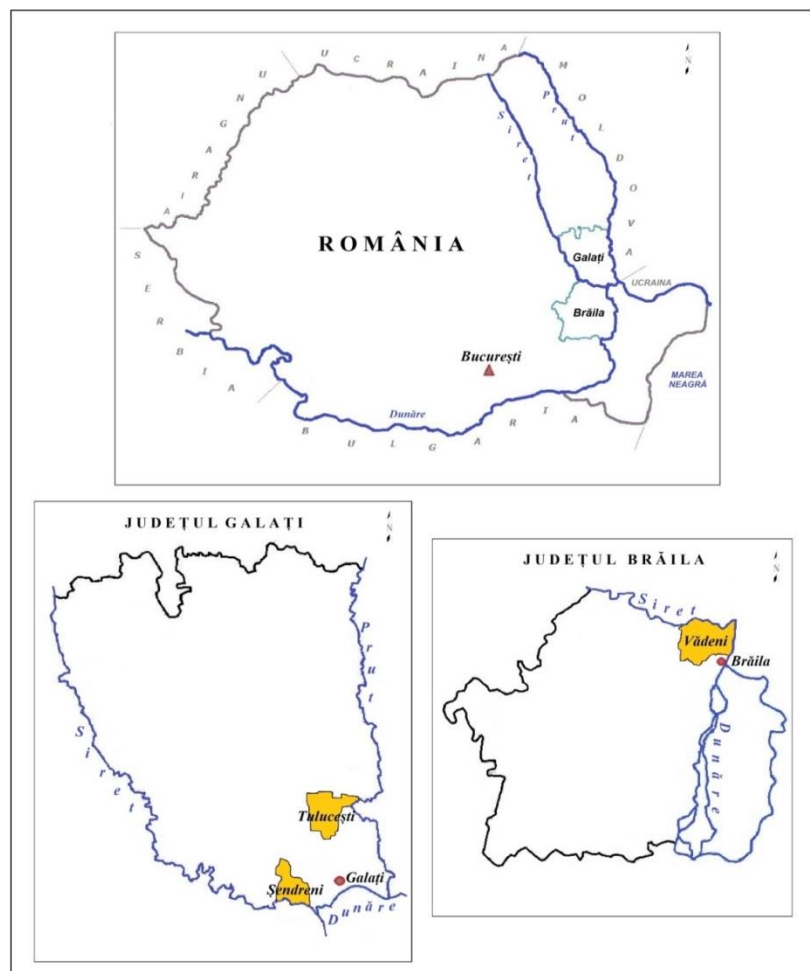 N
UCRAINA
MOLDOVA
UNGARIA
Prut
Siret
ROMÂNIA
SERBIA
Galați
UCRAINA
Brăila
București
MAREA
NEAGRĂ
Dunăre
BULGARIA
JUDEȚUL GALAȚI
N
Prut
Siret
Tulucești
Galați
Șendreni
Dunăre
JUDEȚUL BRĂILA
N
Siret
Vădeni
Brăila
Dunăre